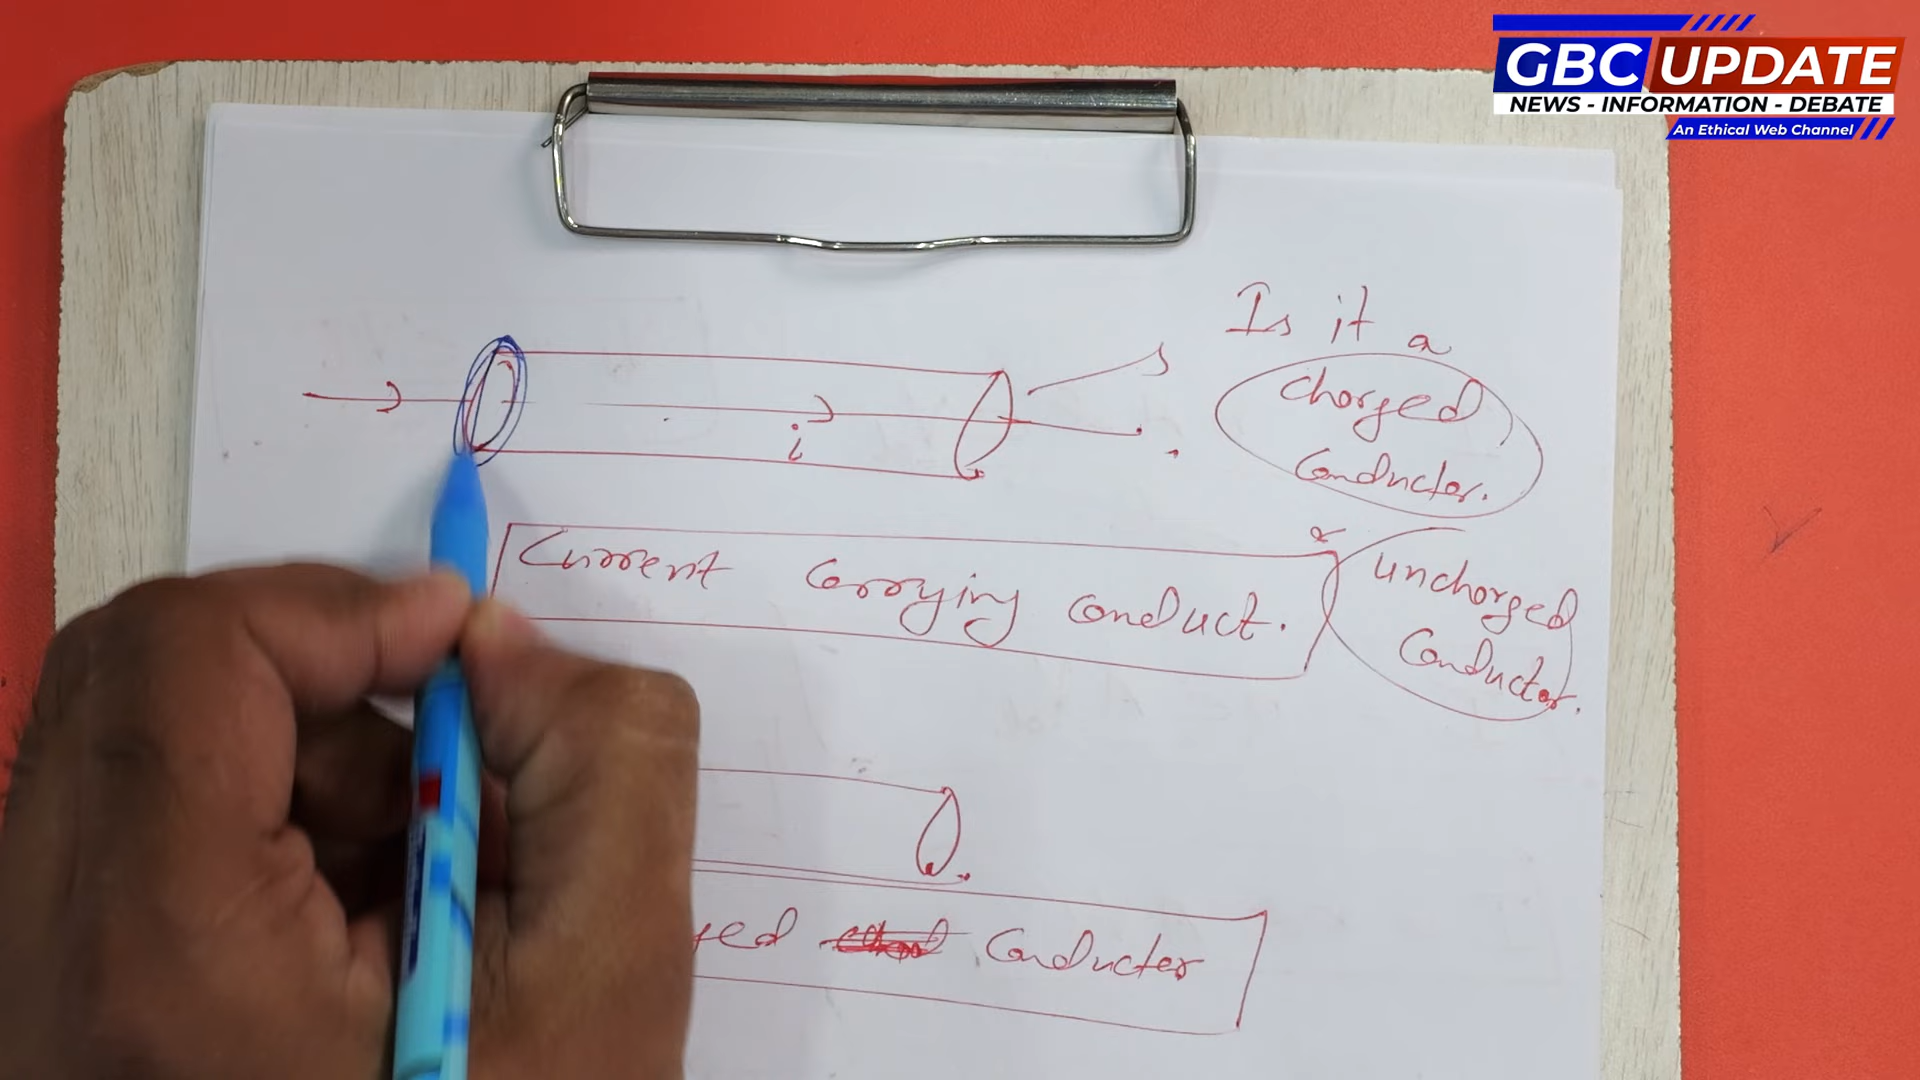 GBC UPDATE
NEWS - INFORMATION - DEBATE
An Ethical Web Channel
Is it a
charged
Conductor.
i
Current Carrying Conduct.
uncharged
Conductor.
Conductor